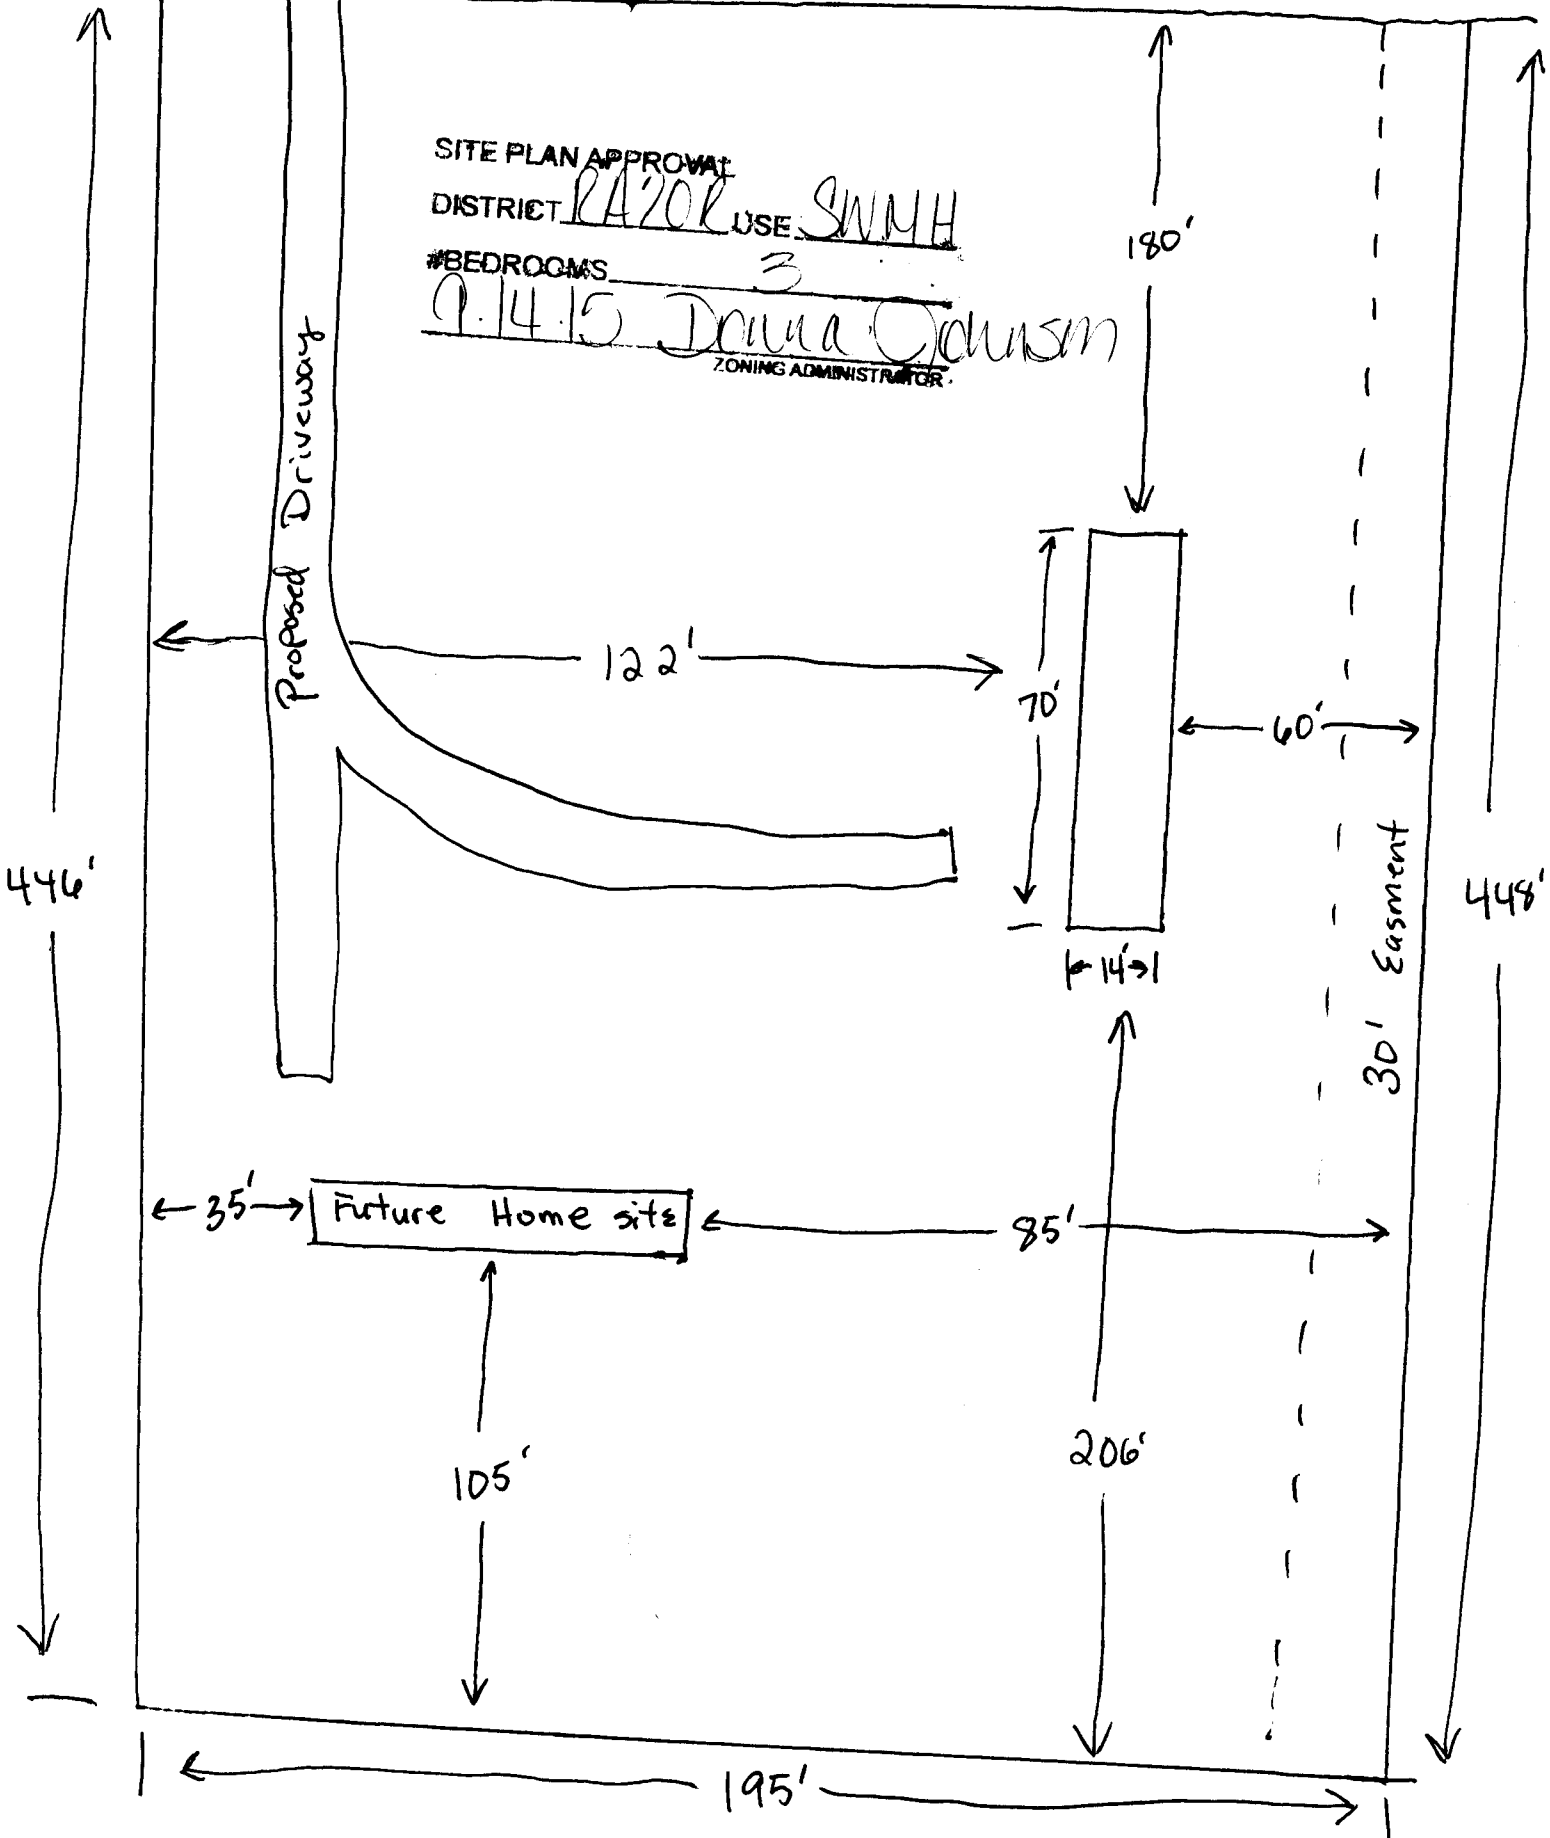 SITE PLAN APPROVAL
DISTRICT RA20R USE SWMH
#BEDROOMS 3
9.14.15 Donna Johnson
ZONING ADMINISTRATOR
180'
Proposed Driveway
122'
70'
60'
446'
448'
14'
30' Easment
35'
Future Home site
85'
105'
206'
195'